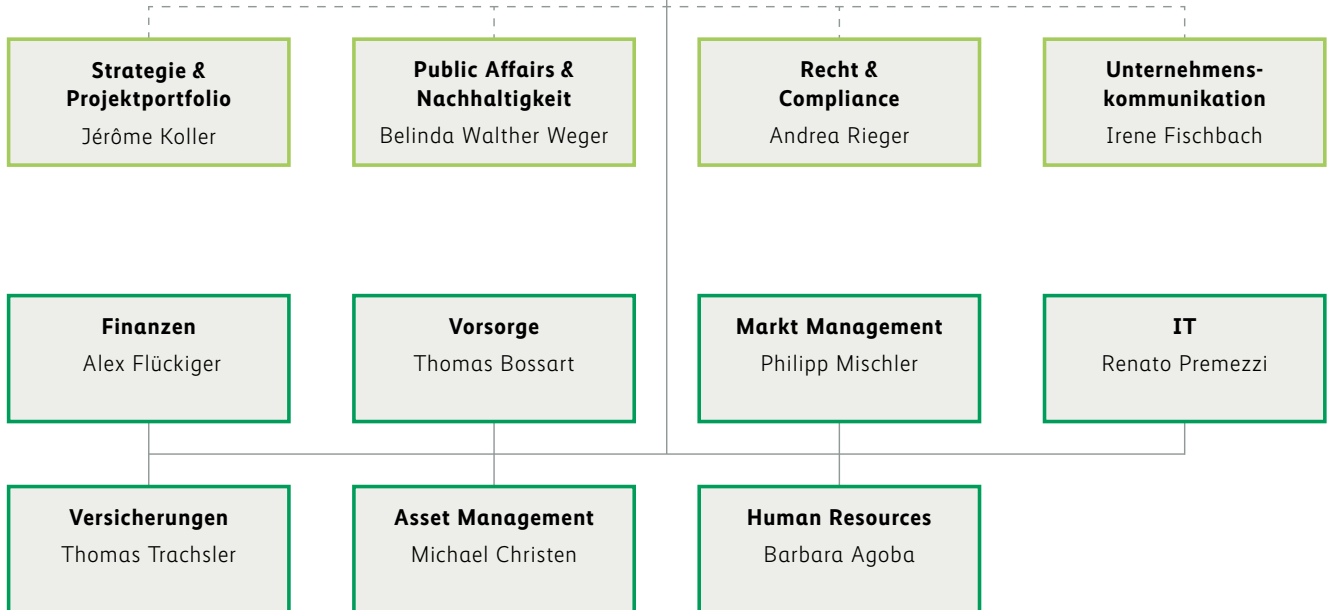 Strategie &
Projektportfolio
Jérôme Koller
Public Affairs &
Nachhaltigkeit
Belinda Walther Weger
Recht &
Compliance
Andrea Rieger
Unternehmens-
kommunikation
Irene Fischbach
Finanzen
Alex Flückiger
Vorsorge
Thomas Bossart
Markt Management
Philipp Mischler
IT
Renato Premezzi
Versicherungen
Thomas Trachsler
Asset Management
Michael Christen
Human Resources
Barbara Agoba